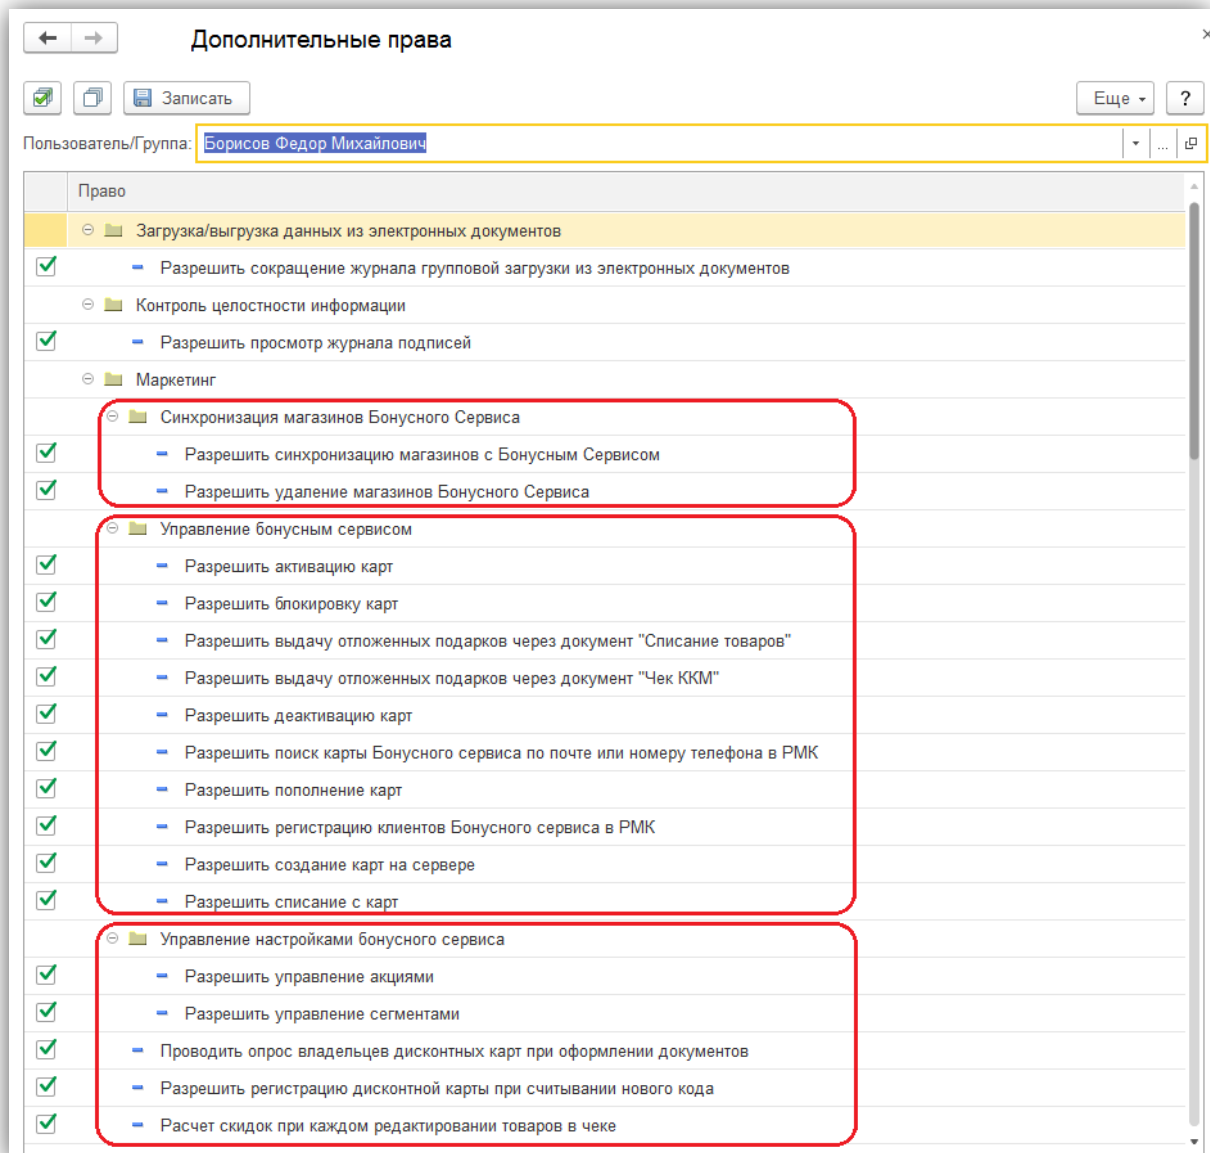 Дополнительные права
Записать
Еще
?
Пользователь/Группа: Борисов Федор Михайлович
...
Право
Загрузка/выгрузка данных из электронных документов
Разрешить сокращение журнала групповой загрузки из электронных документов
Контроль целостности информации
Разрешить просмотр журнала подписей
Маркетинг
Синхронизация магазинов Бонусного Сервиса
Разрешить синхронизацию магазинов с Бонусным Сервисом
Разрешить удаление магазинов Бонусного Сервиса
Управление бонусным сервисом
Разрешить активацию карт
Разрешить блокировку карт
Разрешить выдачу отложенных подарков через документ "Списание товаров"
Разрешить выдачу отложенных подарков через документ "Чек ККМ"
Разрешить деактивацию карт
Разрешить поиск карты Бонусного сервиса по почте или номеру телефона в РМК
Разрешить пополнение карт
Разрешить регистрацию клиентов Бонусного сервиса в РМК
Разрешить создание карт на сервере
Разрешить списание с карт
Управление настройками бонусного сервиса
Разрешить управление акциями
Разрешить управление сегментами
Проводить опрос владельцев дисконтных карт при оформлении документов
Разрешить регистрацию дисконтной карты при считывании нового кода
Расчет скидок при каждом редактировании товаров в чеке